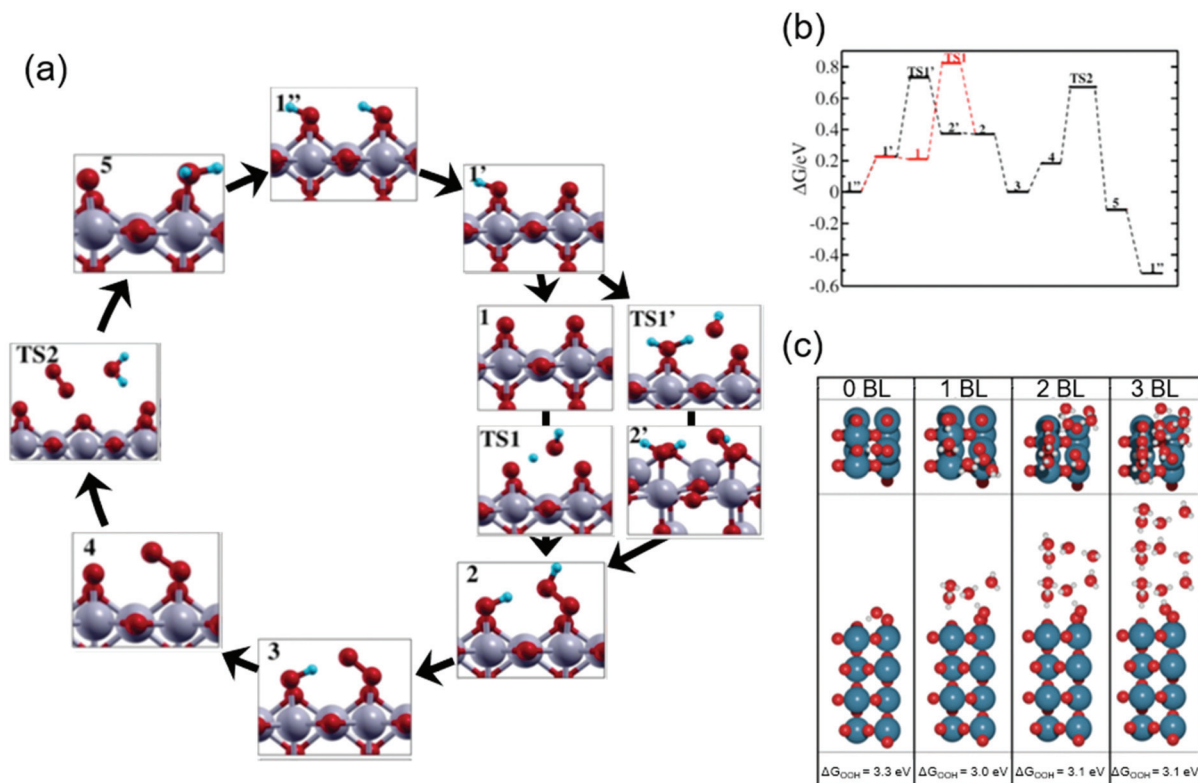 (a)
1''
5
1'
1
TS1'
TS2
TS1
2'
4
2
3
(b)
ΔG/eV
0.8
0.6
0.4
0.2
0.0
-0.2
-0.4
-0.6
TS1'
TS1
TS2
2'
2
1'
1
4
1''
3
5
1''
(c)
0 BL 1 BL 2 BL 3 BL
ΔG_OOH = 3.3 eV ΔG_OOH = 3.0 eV ΔG_OOH = 3.1 eV ΔG_OOH = 3.1 eV